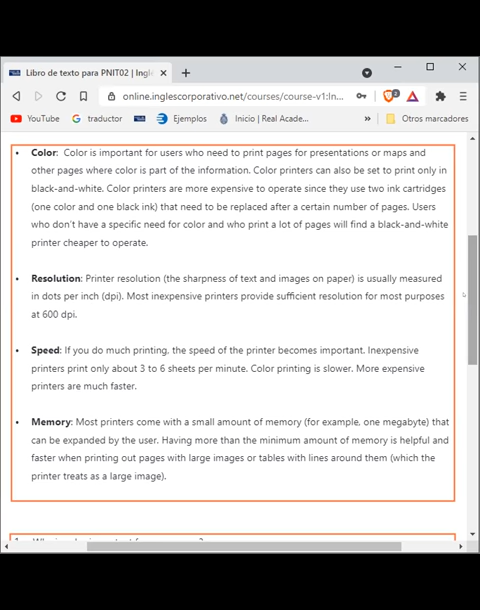 Libro de texto para PNIT02 | Ingl
online.inglescorporativo.net/courses/course-v1:In...
2
YouTube
traductor
Ejemplos
Inicio | Real Acade...
»
Otros marcadores
• Color: Color is important for users who need to print pages for presentations or maps and
other pages where color is part of the information. Color printers can also be set to print only in
black-and-white. Color printers are more expensive to operate since they use two ink cartridges
(one color and one black ink) that need to be replaced after a certain number of pages. Users
who don't have a specific need for color and who print a lot of pages will find a black-and-white
printer cheaper to operate.
• Resolution: Printer resolution (the sharpness of text and images on paper) is usually measured
in dots per inch (dpi). Most inexpensive printers provide sufficient resolution for most purposes
at 600 dpi.
• Speed: If you do much printing, the speed of the printer becomes important. Inexpensive
printers print only about 3 to 6 sheets per minute. Color printing is slower. More expensive
printers are much faster.
• Memory: Most printers come with a small amount of memory (for example, one megabyte) that
can be expanded by the user. Having more than the minimum amount of memory is helpful and
faster when printing out pages with large images or tables with lines around them (which the
printer treats as a large image).